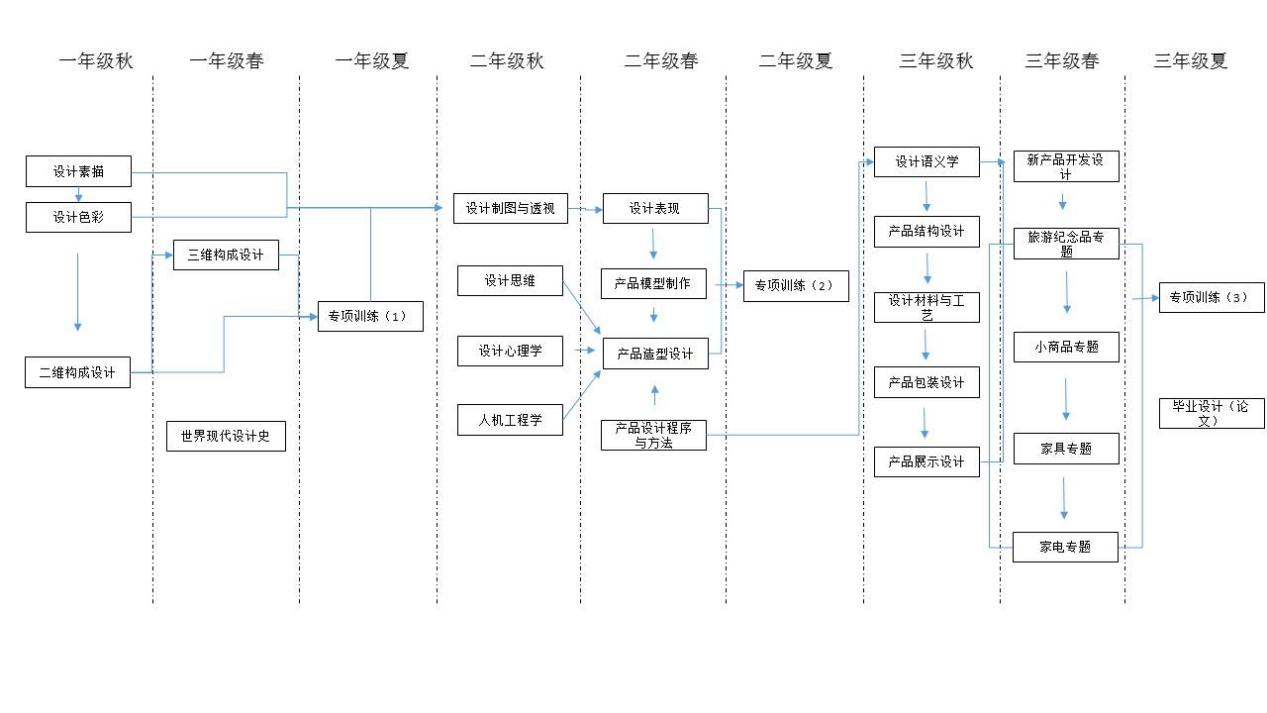 一年级秋
一年级春
一年级夏
二年级秋
二年级春
二年级夏
三年级秋
三年级春
三年级夏
设计素描
设计色彩
二维构成设计
三维构成设计
世界现代设计史
专项训练（1）
设计制图与透视
设计思维
设计心理学
人机工程学
设计表现
产品模型制作
产品造型设计
产品设计程序
与方法
专项训练（2）
设计语义学
产品结构设计
设计材料与工
艺
产品包装设计
产品展示设计
新产品开发设
计
旅游纪念品专
题
小商品专题
家具专题
家电专题
专项训练（3）
毕业设计（论
文）